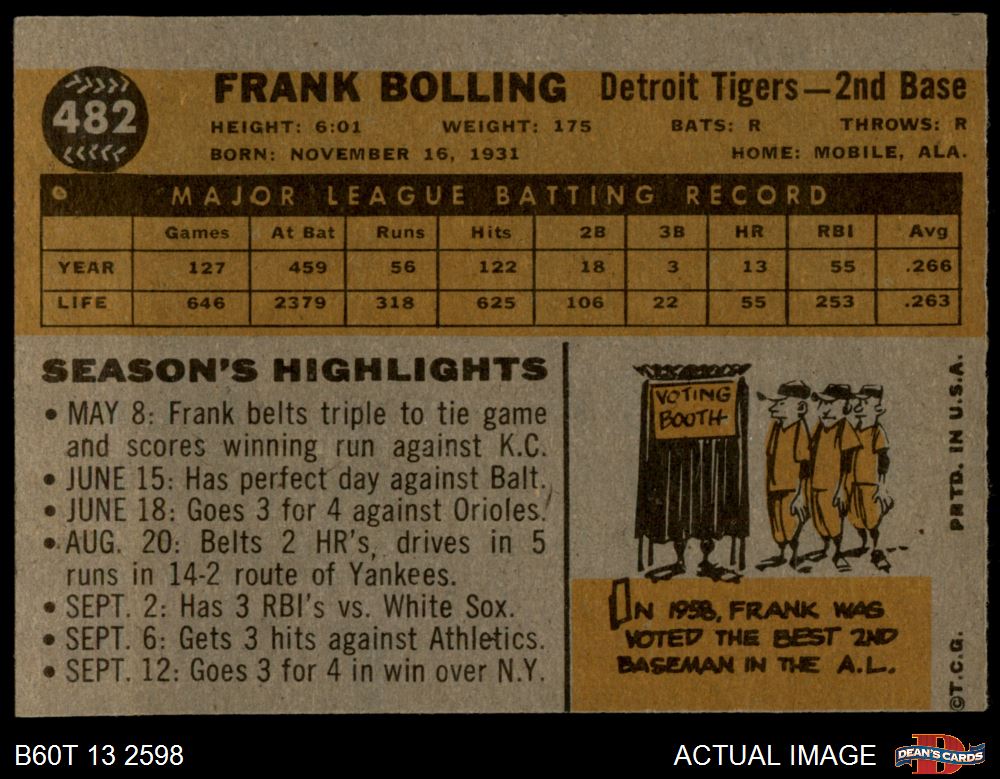 482
FRANK BOLLING Detroit Tigers—2nd Base
HEIGHT: 6:01 WEIGHT: 175 BATS: R THROWS: R
BORN: NOVEMBER 16, 1931 HOME: MOBILE, ALA.
MAJOR LEAGUE BATTING RECORD
Games At Bat Runs Hits 2B 3B HR RBI Avg
YEAR 127 459 56 122 18 3 13 55 .266
LIFE 646 2379 318 625 106 22 55 253 .263
SEASON'S HIGHLIGHTS
• MAY 8: Frank belts triple to tie game
and scores winning run against K.C.
• JUNE 15: Has perfect day against Balt.
• JUNE 18: Goes 3 for 4 against Orioles.
• AUG. 20: Belts 2 HR's, drives in 5
runs in 14-2 route of Yankees.
• SEPT. 2: Has 3 RBI's vs. White Sox.
• SEPT. 6: Gets 3 hits against Athletics.
• SEPT. 12: Goes 3 for 4 in win over N.Y.
VOTING
BOOTH
IN 1958, FRANK WAS
VOTED THE BEST 2ND
BASEMAN IN THE A.L.
©T.C.G. PRTD. IN U.S.A.
B60T 13 2598 ACTUAL IMAGE DEAN'S CARDS